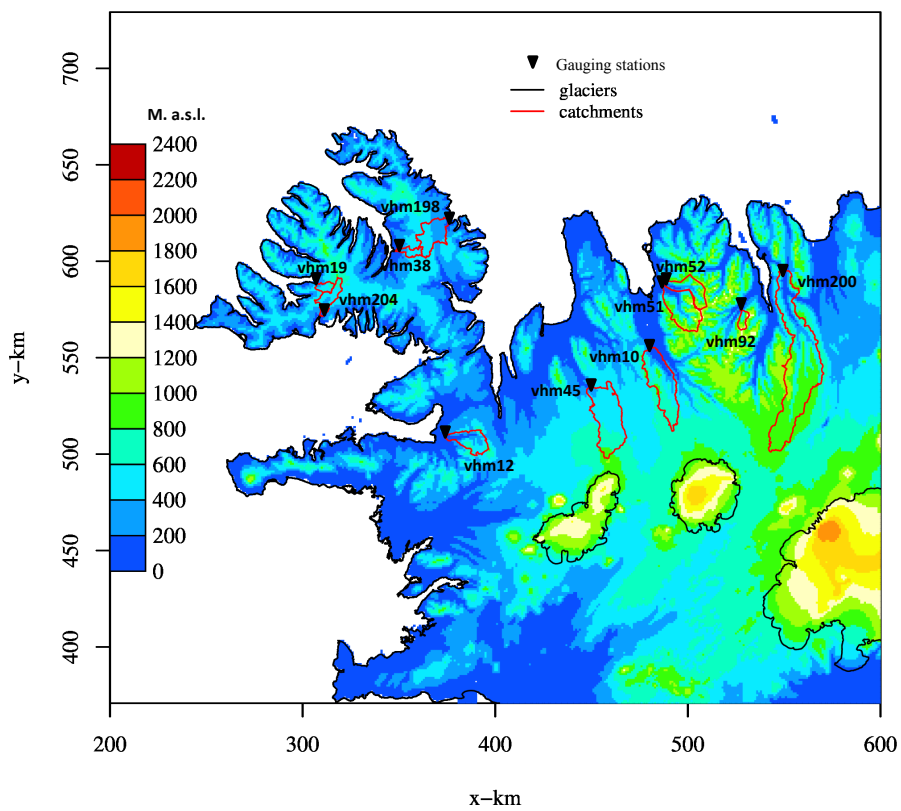 Gauging stations
glaciers
catchments
M. a.s.l.
2400
2200
2000
1800
1600
1400
1200
1000
800
600
400
200
0
700
650
600
550
500
450
400
y-km
vhm198
vhm38
vhm19
vhm204
vhm52
vhm200
vhm51
vhm92
vhm10
vhm45
vhm12
200
300
400
500
600
x-km